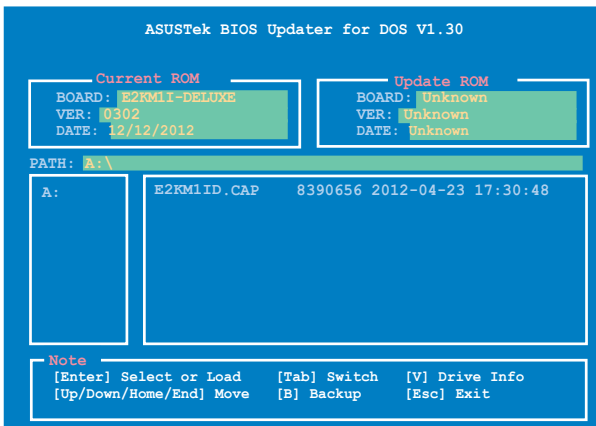 ASUSTek BIOS Updater for DOS V1.30
Current ROM
BOARD: E2KM1I-DELUXE
VER: 0302
DATE: 12/12/2012
Update ROM
BOARD: Unknown
VER: Unknown
DATE: Unknown
PATH: A:\
A:
E2KM1ID.CAP 8390656 2012-04-23 17:30:48
Note
[Enter] Select or Load [Tab] Switch [V] Drive Info
[Up/Down/Home/End] Move [B] Backup [Esc] Exit